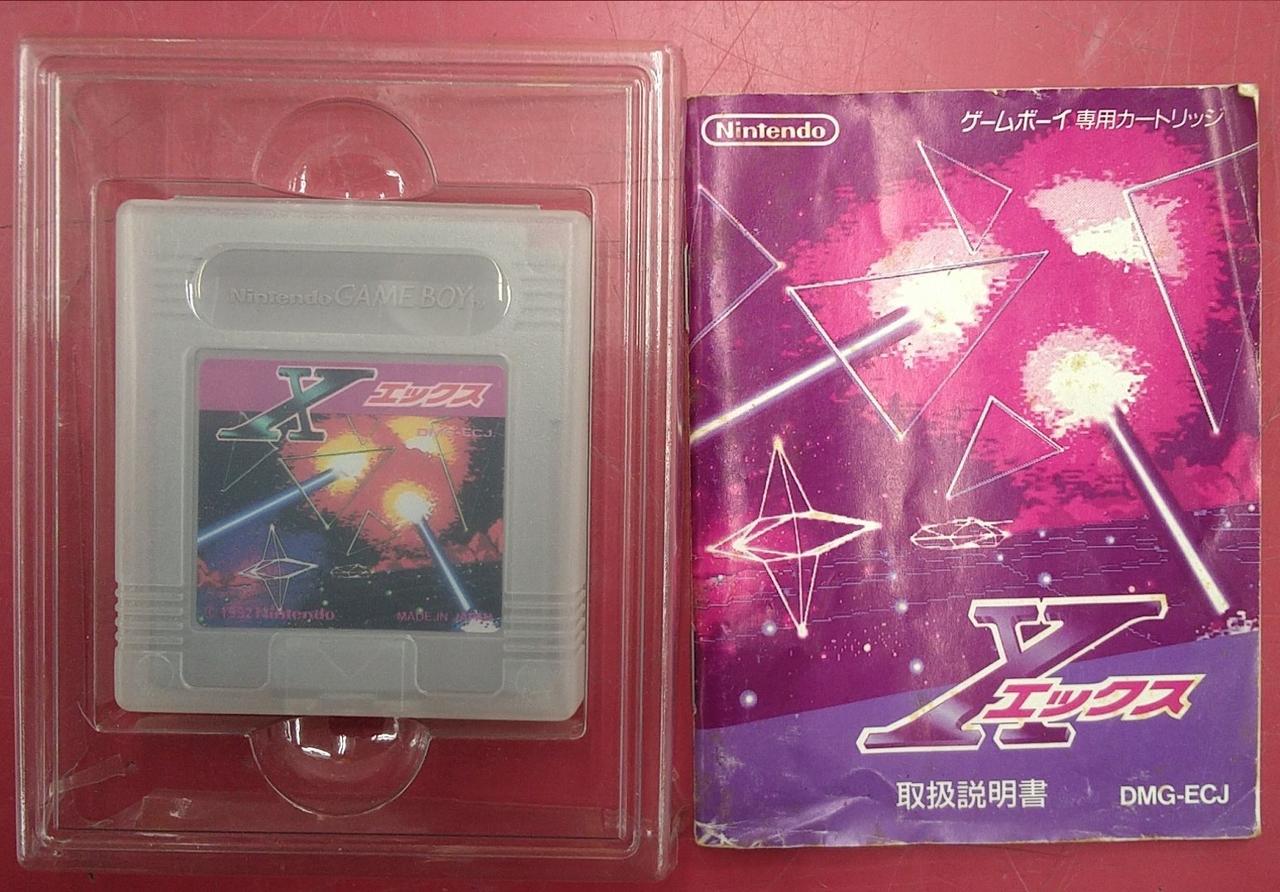 Nintendo GAME BOY™
X エックス
DMG-ECJ
© 1992 Nintendo
MADE IN JAPAN
Nintendo
ゲームボーイ専用カートリッジ
X エックス
取扱説明書
DMG-ECJ